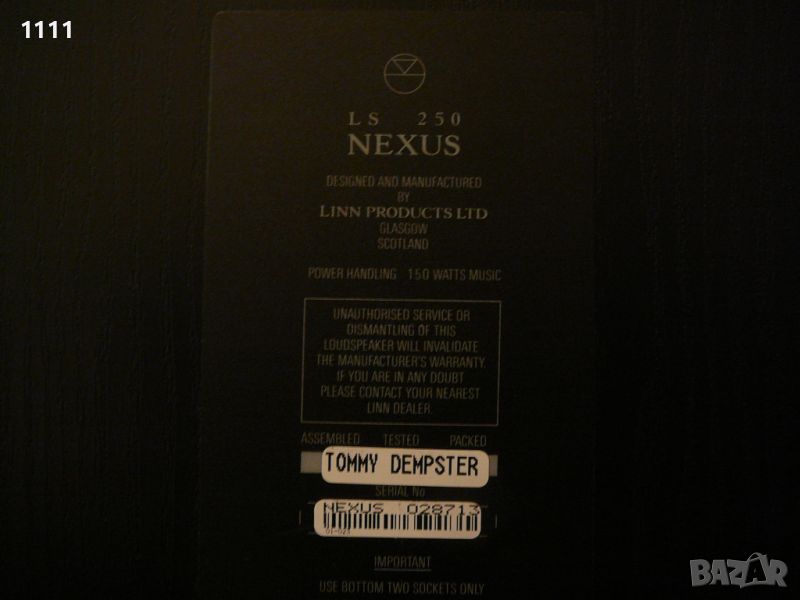 1111
LS 250
NEXUS
DESIGNED AND MANUFACTURED
BY
LINN PRODUCTS LTD
GLASGOW
SCOTLAND
POWER HANDLING 150 WATTS MUSIC
UNAUTHORISED SERVICE OR
DISMANTLING OF THIS
LOUDSPEAKER WILL INVALIDATE
THE MANUFACTURER'S WARRANTY.
IF YOU ARE IN ANY DOUBT
PLEASE CONTACT YOUR NEAREST
LINN DEALER.
ASSEMBLED TESTED PACKED
TOMMY DEMPSTER
SERIAL No
NEXUS 028713
IMPORTANT
USE BOTTOM TWO SOCKETS ONLY
BAZAR